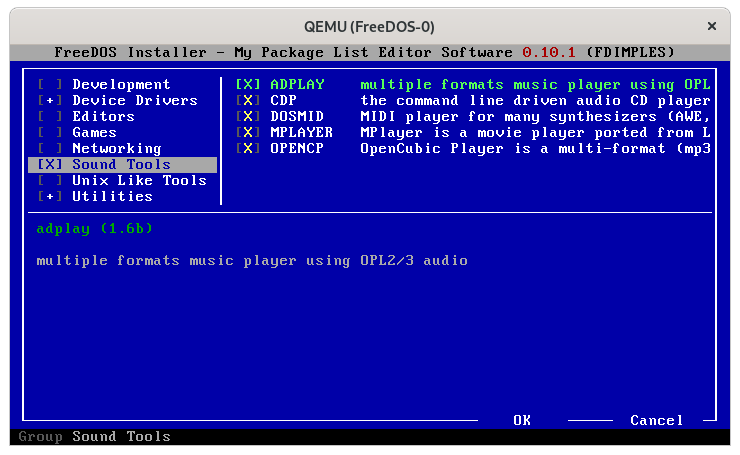 QEMU (FreeDOS-0) ×
FreeDOS Installer - My Package List Editor Software 0.10.1 (FDIMPLES)
[ ] Development
[+] Device Drivers
[ ] Editors
[ ] Games
[ ] Networking
[X] Sound Tools
[ ] Unix Like Tools
[+] Utilities
[X] ADPLAY multiple formats music player using OPL
[X] CDP the command line driven audio CD player
[X] DOSMID MIDI player for many synthesizers (AWE,
[X] MPLAYER MPlayer is a movie player ported from L
[X] OPENCP OpenCubic Player is a multi-format (mp3
adplay (1.6b)
multiple formats music player using OPL2/3 audio
OK Cancel
Group Sound Tools